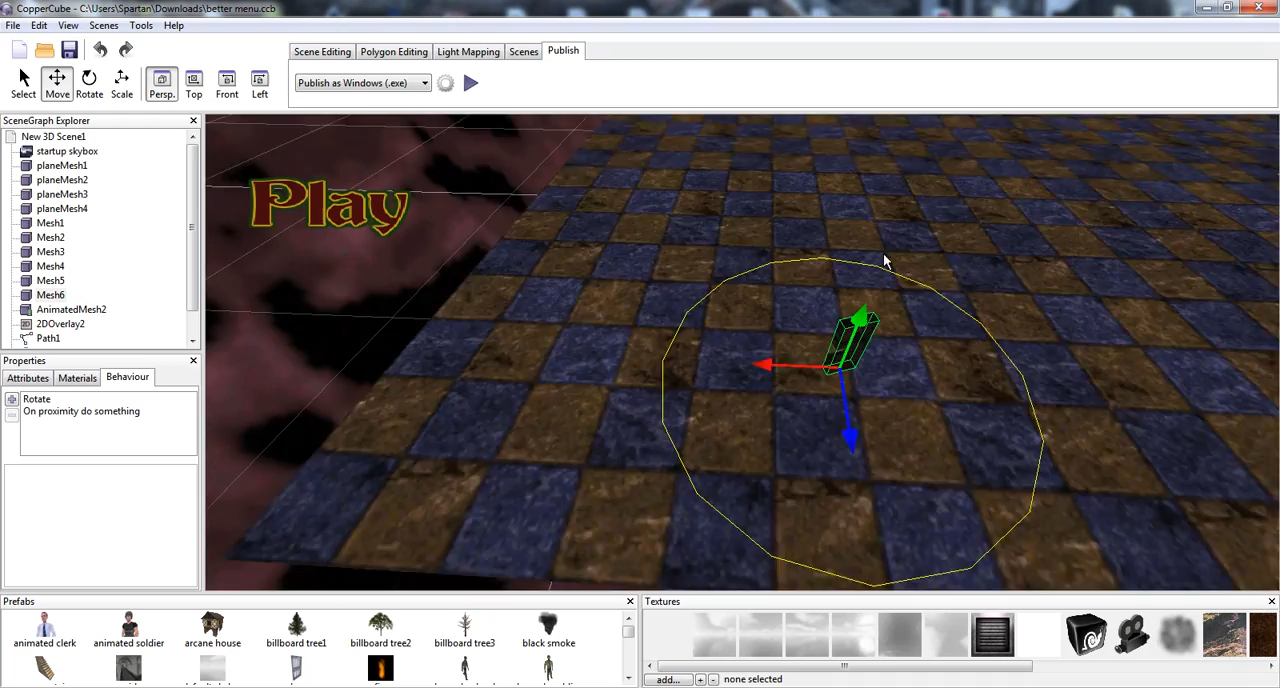 CopperCube - C:\Users\Spartan\Downloads\better menu.ccb
File Edit View Scenes Tools Help
Scene Editing Polygon Editing Light Mapping Scenes Publish
Select Move Rotate Scale Persp. Top Front Left
Publish as Windows (.exe)
SceneGraph Explorer
New 3D Scene1
startup skybox
planeMesh1
planeMesh2
planeMesh3
planeMesh4
Mesh1
Mesh2
Mesh3
Mesh4
Mesh5
Mesh6
AnimatedMesh2
2DOverlay2
Path1
Play
Properties
Attributes Materials Behaviour
Rotate
On proximity do something
Prefabs
animated clerk animated soldier arcane house billboard tree1 billboard tree2 billboard tree3 black smoke
Textures
add... + - none selected